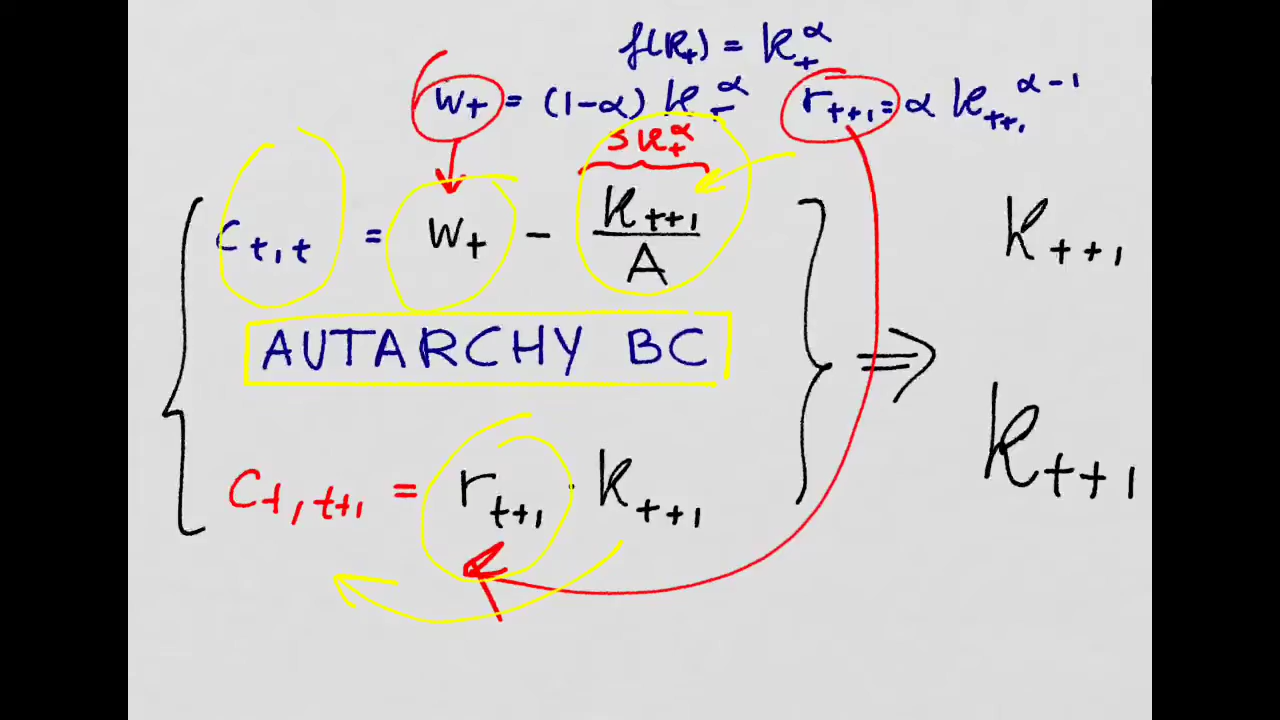 f(k_t) = k_t^α
w_t = (1-α) k_t^α r_{t+1} = α k_{t+1}^{α-1}
s k_t^α
c_{t,t} = w_t - k_{t+1}/A
k_{t+1}
AUTARCHY BC
⇒
c_{t,t+1} = r_{t+1} · k_{t+1}
k_{t+1}